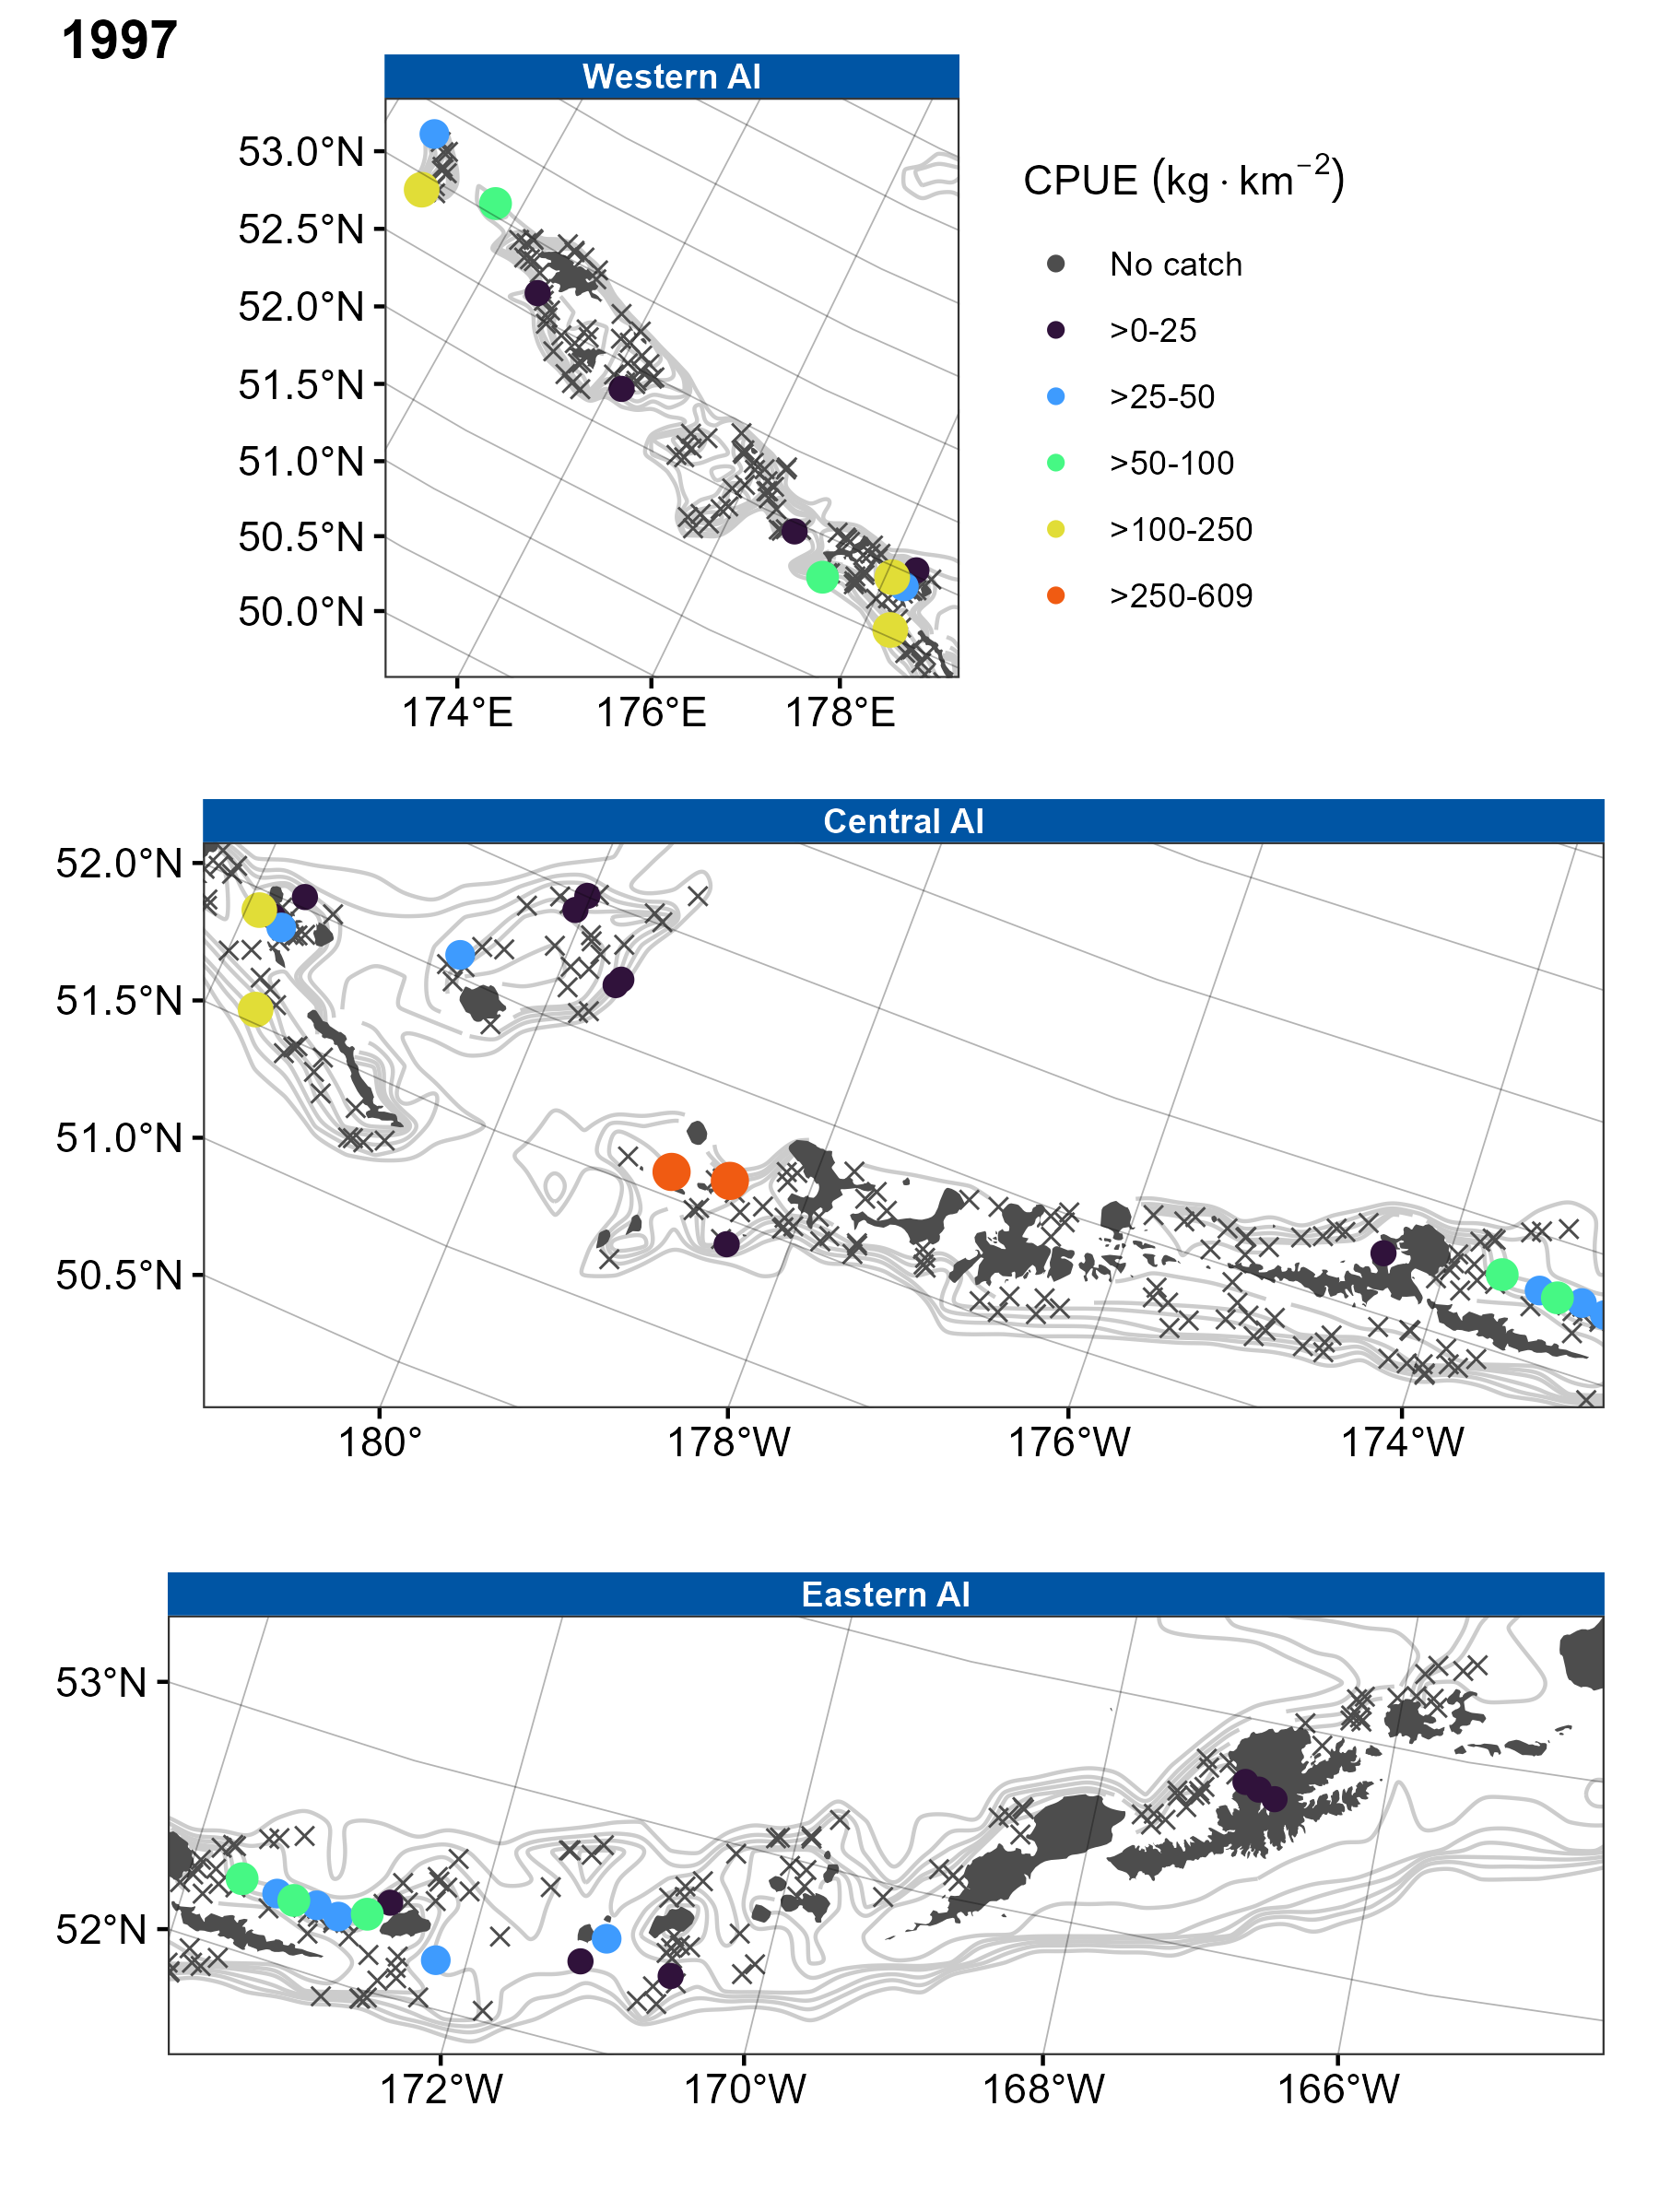 1997
Western AI
53.0°N
52.5°N
52.0°N
51.5°N
51.0°N
50.5°N
50.0°N
174°E 176°E 178°E
CPUE (kg · km⁻²)
No catch
>0-25
>25-50
>50-100
>100-250
>250-609
Central AI
52.0°N
51.5°N
51.0°N
50.5°N
180° 178°W 176°W 174°W
Eastern AI
53°N
52°N
172°W 170°W 168°W 166°W